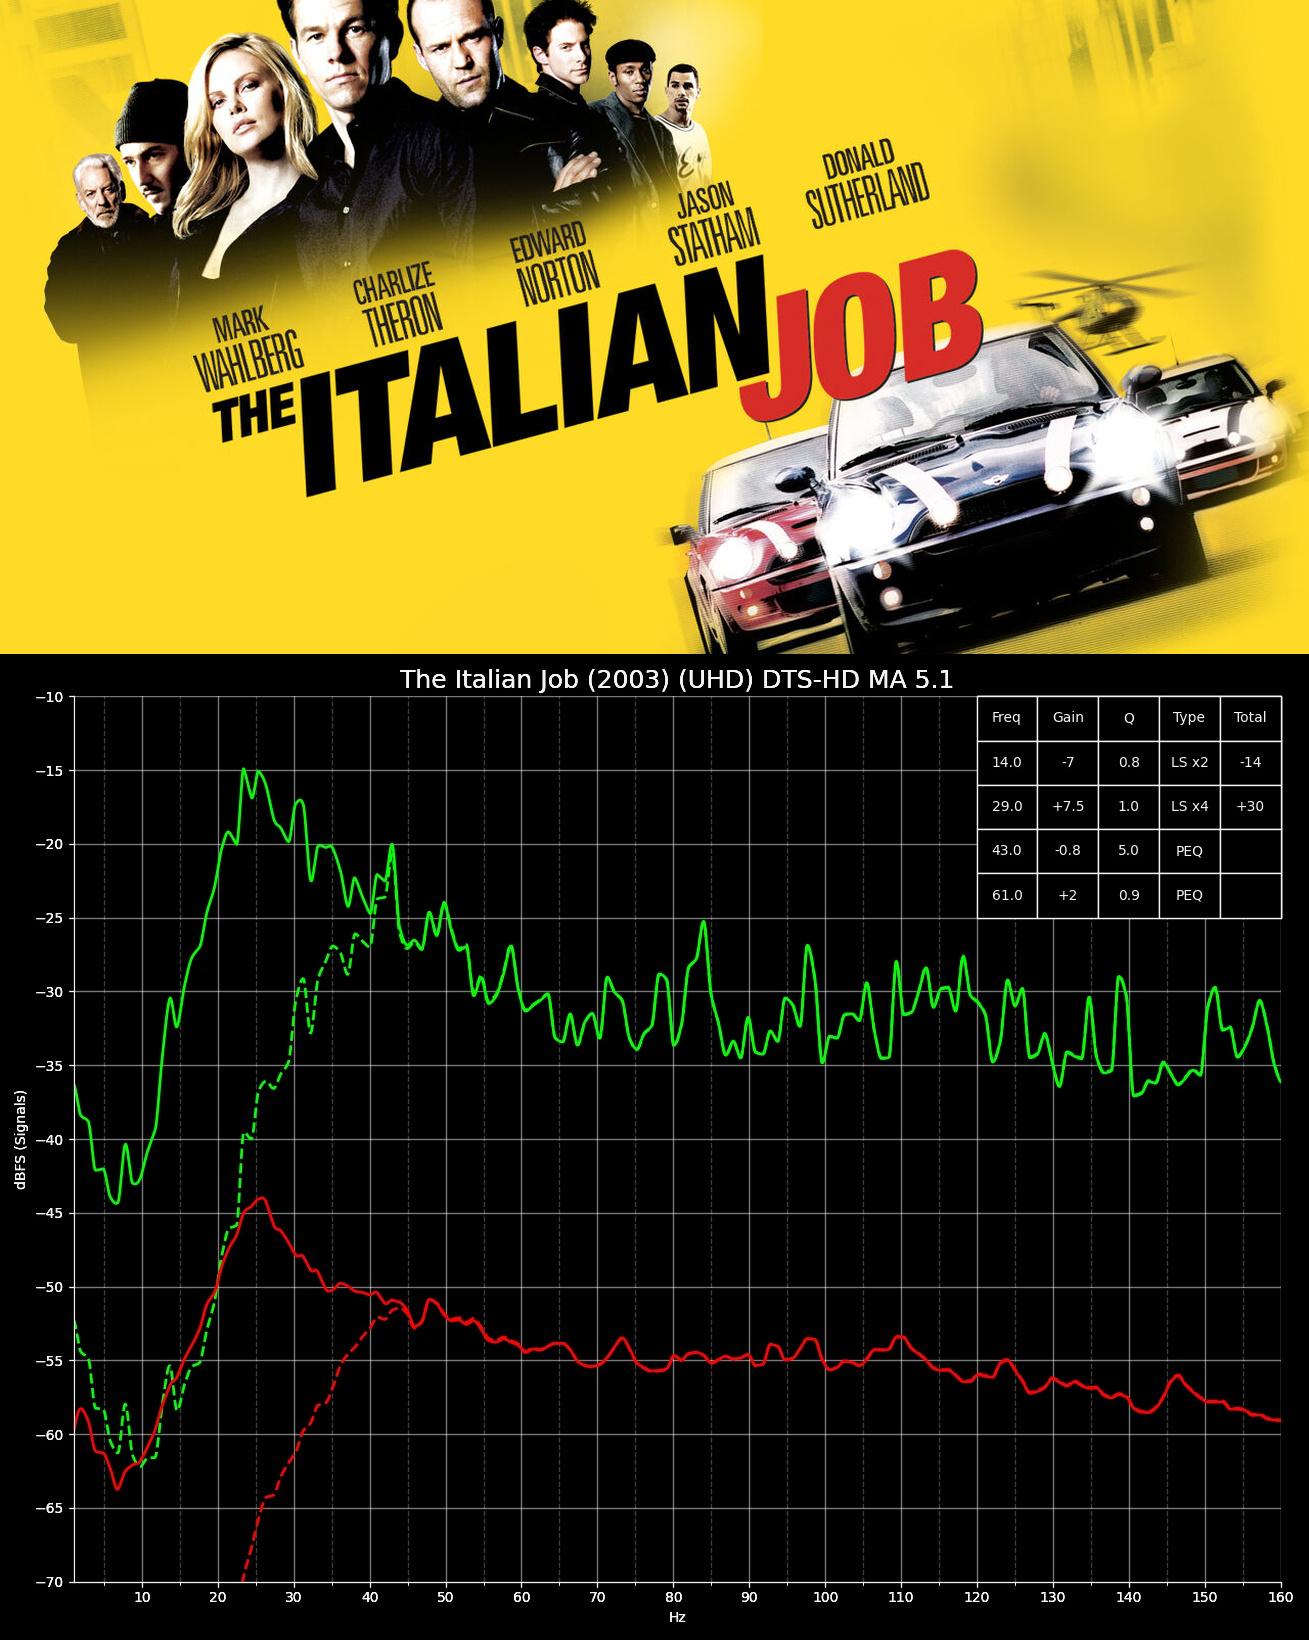 DONALD
SUTHERLAND
JASON
STATHAM
EDWARD
NORTON
CHARLIZE
THERON
MARK
WAHLBERG
THE ITALIAN JOB
The Italian Job (2003) (UHD) DTS-HD MA 5.1
Freq Gain Q Type Total
14.0 -7 0.8 LS x2 -14
29.0 +7.5 1.0 LS x4 +30
43.0 -0.8 5.0 PEQ
61.0 +2 0.9 PEQ
dBFS (Signals)
−10
−15
−20
−25
−30
−35
−40
−45
−50
−55
−60
−65
−70
10 20 30 40 50 60 70 80 90 100 110 120 130 140 150 160
Hz